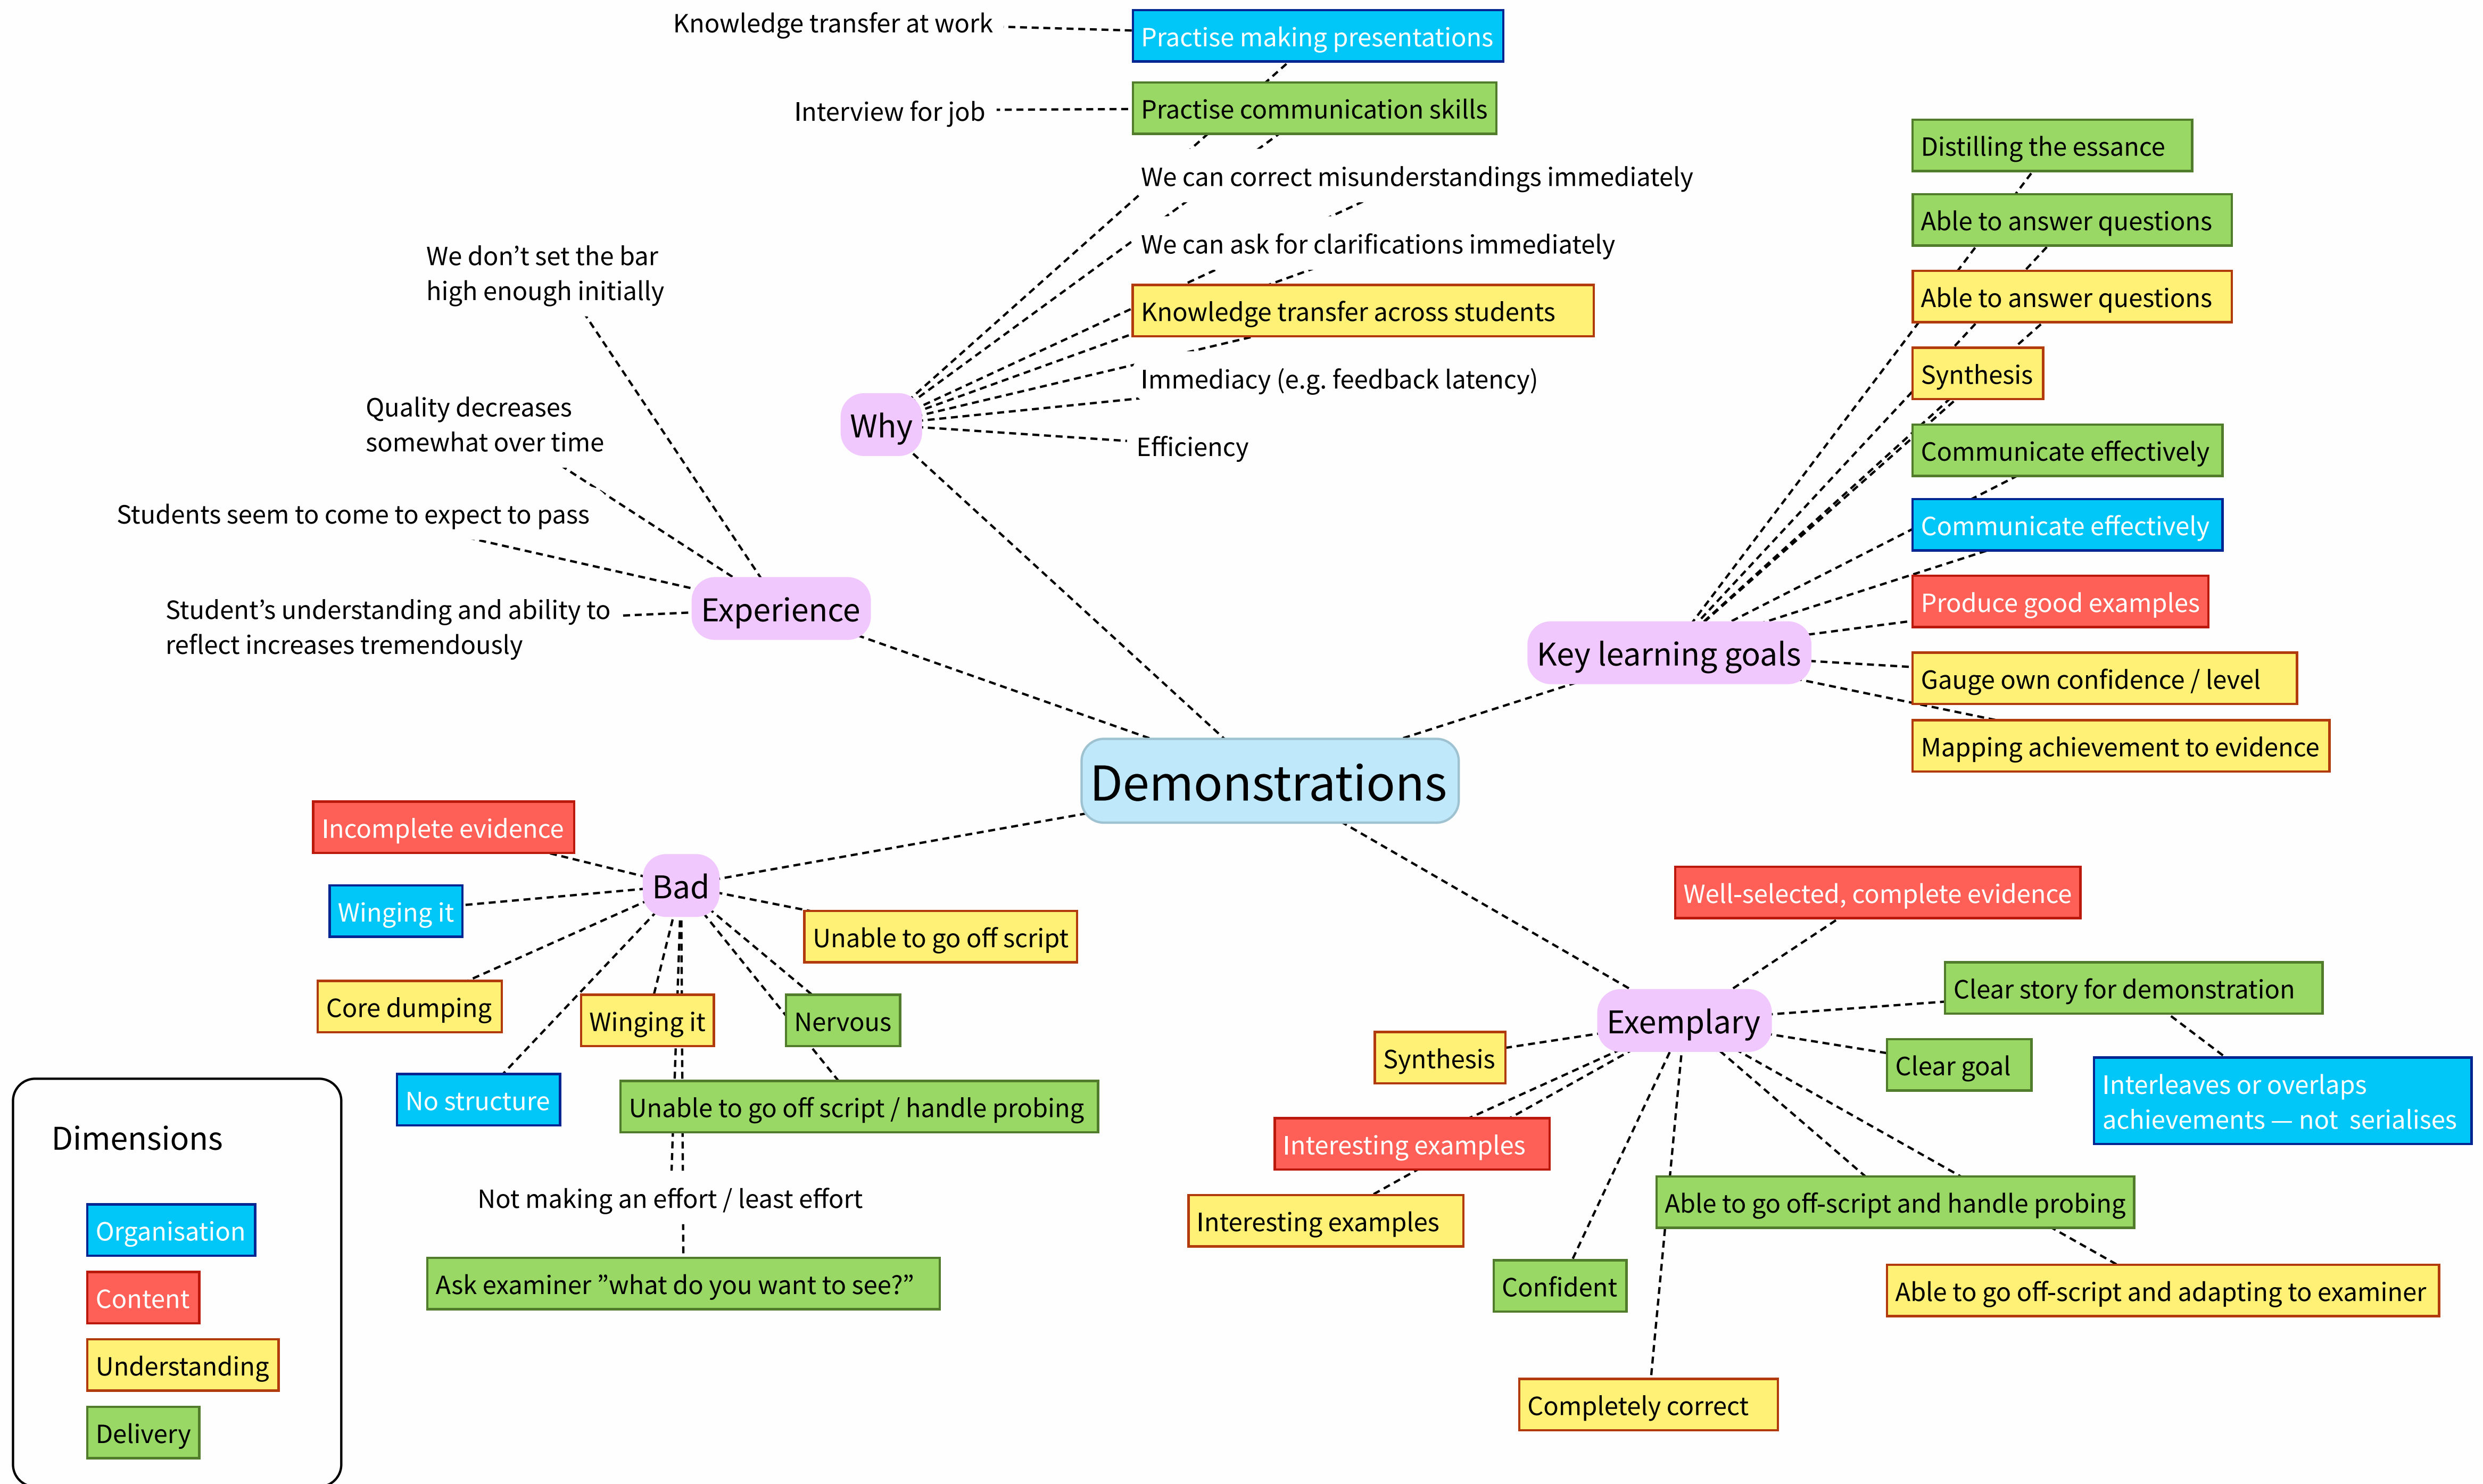 Knowledge transfer at work
Practise making presentations
Interview for job
Practise communication skills
We can correct misunderstandings immediately
We can ask for clarifications immediately
Knowledge transfer across students
Immediacy (e.g. feedback latency)
Efficiency
Why
Distilling the essance
Able to answer questions
Able to answer questions
Synthesis
Communicate effectively
Communicate effectively
Produce good examples
Gauge own confidence / level
Mapping achievement to evidence
Key learning goals
We don’t set the bar
high enough initially
Quality decreases
somewhat over time
Students seem to come to expect to pass
Student’s understanding and ability to
reflect increases tremendously
Experience
Demonstrations
Incomplete evidence
Bad
Winging it
Unable to go off script
Core dumping
Winging it
Nervous
No structure
Unable to go off script / handle probing
Not making an effort / least effort
Ask examiner ”what do you want to see?”
Well-selected, complete evidence
Clear story for demonstration
Exemplary
Synthesis
Clear goal
Interleaves or overlaps
achievements — not  serialises
Interesting examples
Interesting examples
Able to go off-script and handle probing
Confident
Able to go off-script and adapting to examiner
Completely correct
Dimensions
Organisation
Content
Understanding
Delivery